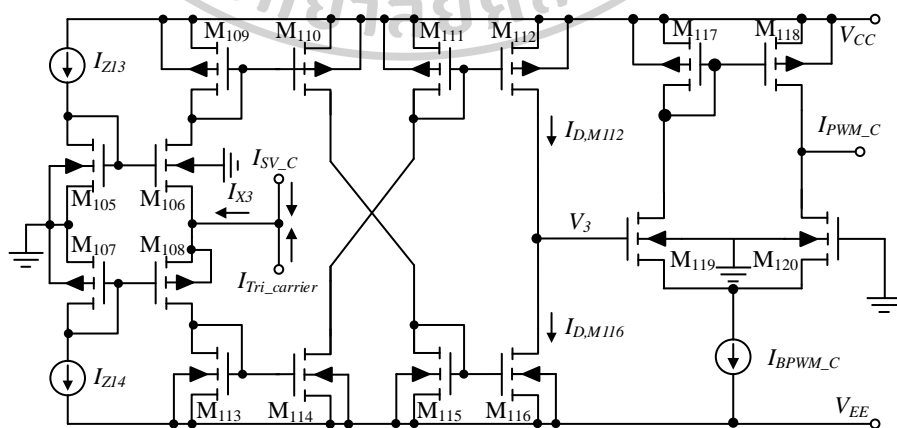 M109 M110 M111 M112 M117 M118
VCC
IZ13
ID,M112
IPWM_C
ISV_C
IX3
M105 M106
M107 M108
V3
M119 M120
ITri_carrier
ID,M116
IZ14
IBPWM_C
M113 M114 M115 M116
VEE